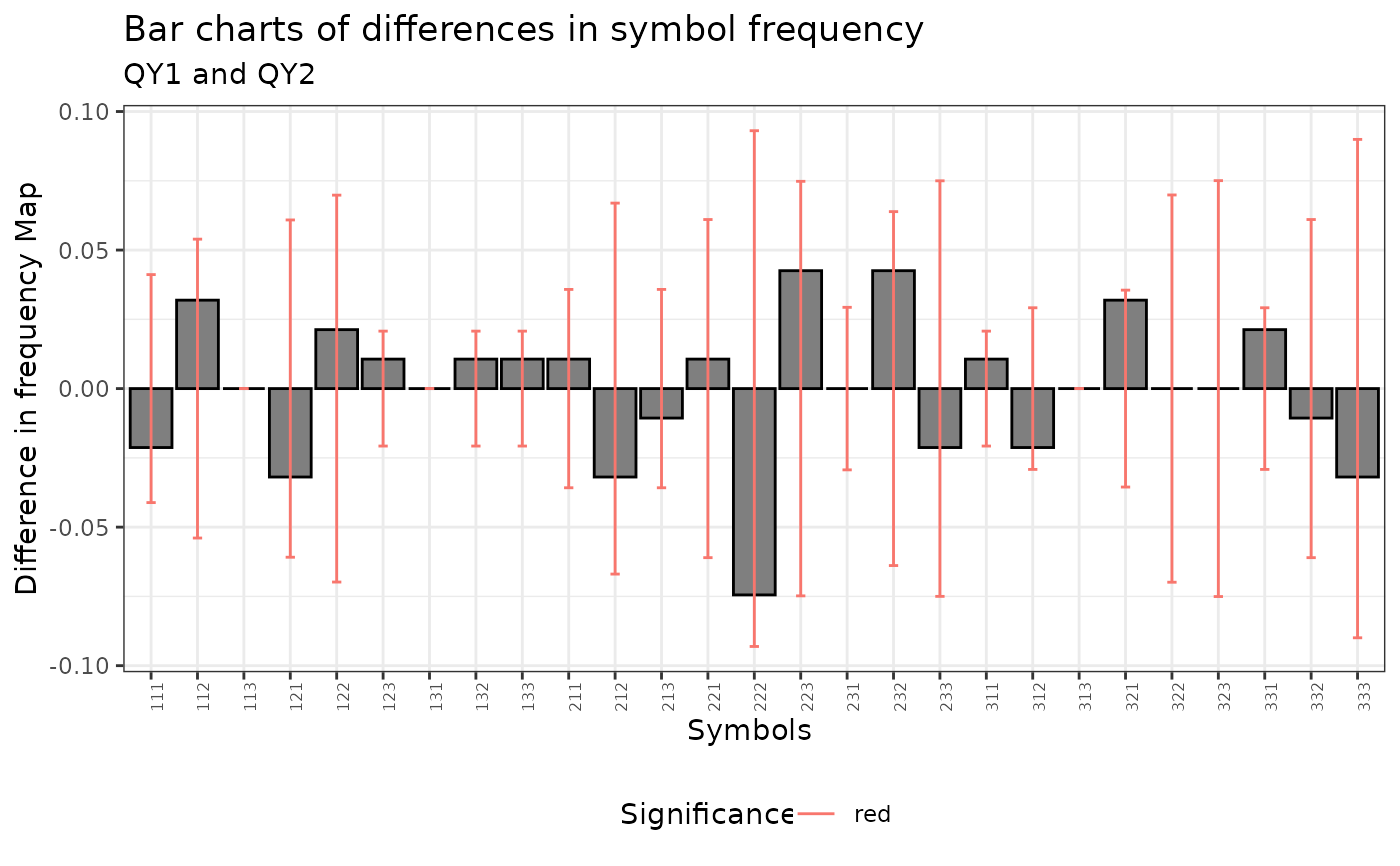 Bar charts of differences in symbol frequency
QY1 and QY2
Difference in frequency Map
0.10
0.05
0.00
-0.05
-0.10
111 112 113 121 122 123 131 132 133 211 212 213 221 222 223 231 232 233 311 312 313 321 322 323 331 332 333
Symbols
Significance red